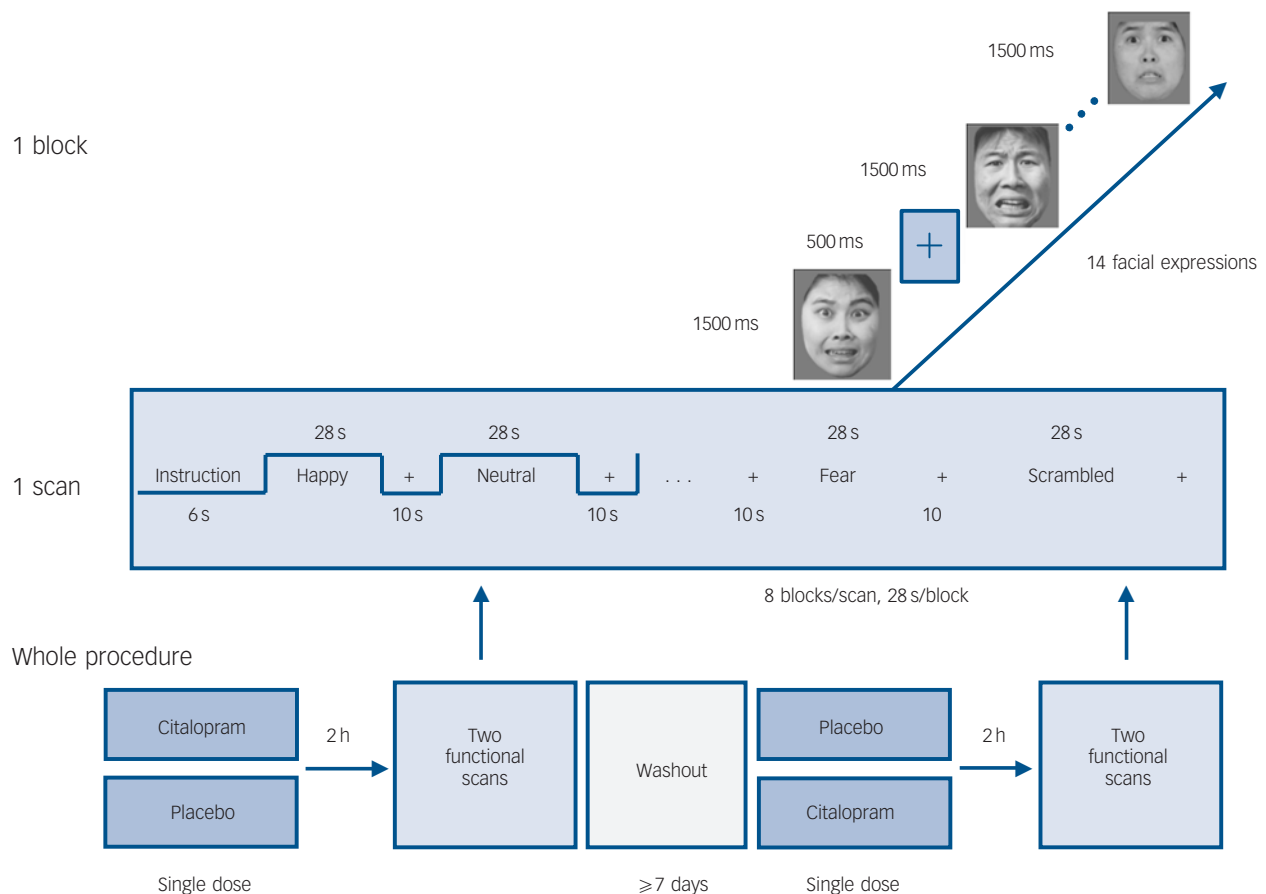 1500 ms
1 block
1500 ms
500 ms
+
14 facial expressions
1500 ms
28 s 28 s 28 s 28 s
1 scan
Instruction Happy + Neutral + . . . + Fear + Scrambled +
6 s 10 s 10 s 10 s 10
8 blocks/scan, 28 s/block
Whole procedure
Citalopram
Placebo
2 h
Two
functional
scans
Washout
Placebo
Citalopram
2 h
Two
functional
scans
Single dose ⩾7 days Single dose